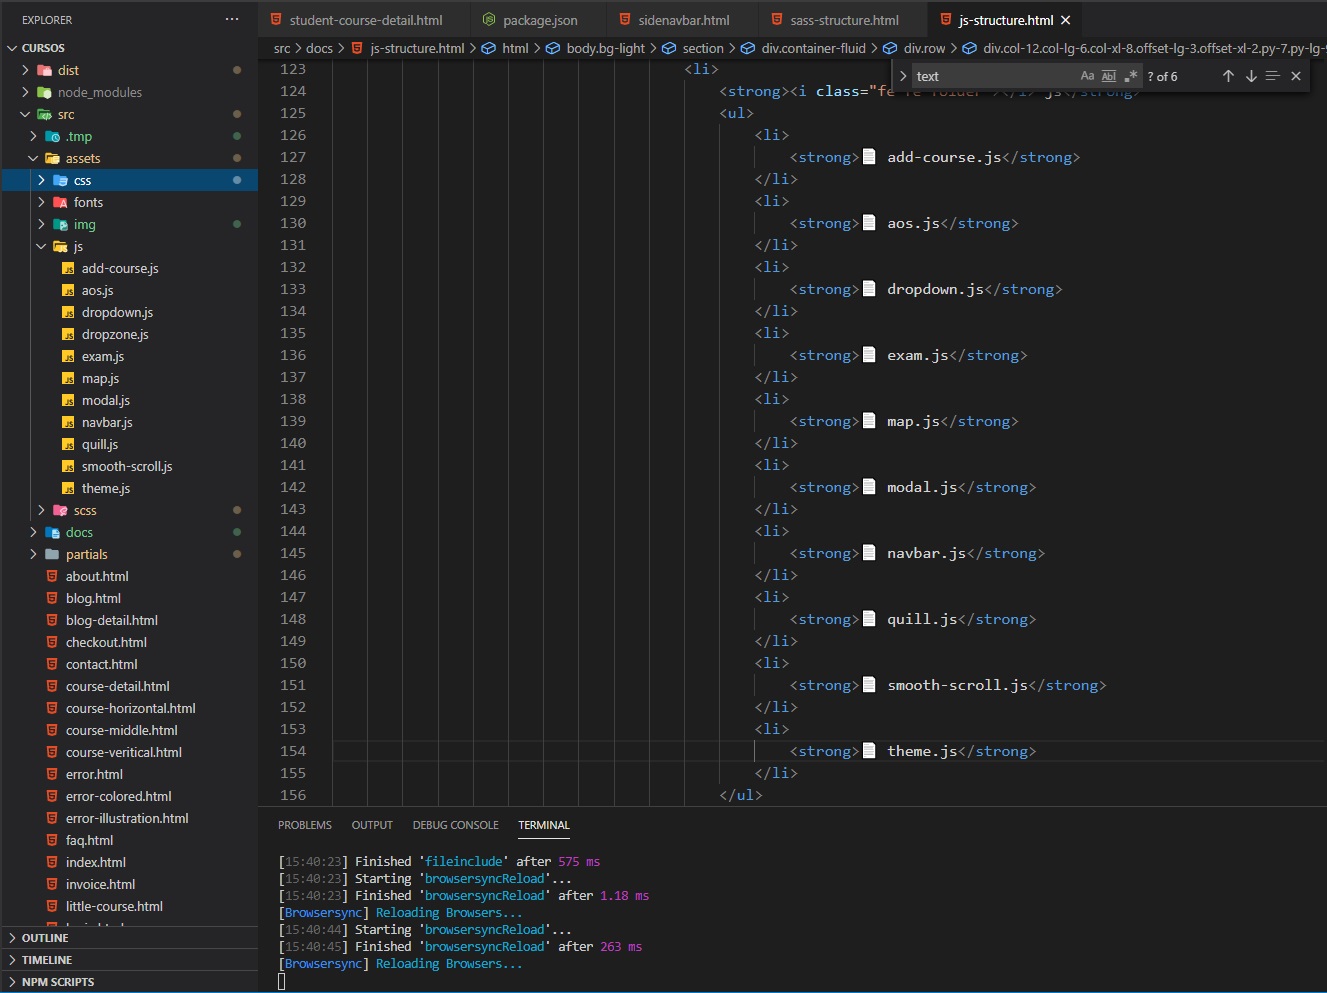 EXPLORER
CURSOS
dist
node_modules
src
.tmp
assets
css
fonts
img
js
add-course.js
aos.js
dropdown.js
dropzone.js
exam.js
map.js
modal.js
navbar.js
quill.js
smooth-scroll.js
theme.js
scss
docs
partials
about.html
blog.html
blog-detail.html
checkout.html
contact.html
course-detail.html
course-horizontal.html
course-middle.html
course-veritical.html
error.html
error-colored.html
error-illustration.html
faq.html
index.html
invoice.html
little-course.html
OUTLINE
TIMELINE
NPM SCRIPTS
student-course-detail.html package.json sidenavbar.html sass-structure.html js-structure.html
src > docs > js-structure.html > html > body.bg-light > section > div.container-fluid > div.row > div.col-12.col-lg-6.col-xl-8.offset-lg-3.offset-xl-2.py-7.py-lg-
text Aa Abl .* ? of 6
123 <li>
124 <strong><i class="fe fe-folder"></i> js</strong>
125 <ul>
126 <li>
127 <strong>📄 add-course.js</strong>
128 </li>
129 <li>
130 <strong>📄 aos.js</strong>
131 </li>
132 <li>
133 <strong>📄 dropdown.js</strong>
134 </li>
135 <li>
136 <strong>📄 exam.js</strong>
137 </li>
138 <li>
139 <strong>📄 map.js</strong>
140 </li>
141 <li>
142 <strong>📄 modal.js</strong>
143 </li>
144 <li>
145 <strong>📄 navbar.js</strong>
146 </li>
147 <li>
148 <strong>📄 quill.js</strong>
149 </li>
150 <li>
151 <strong>📄 smooth-scroll.js</strong>
152 </li>
153 <li>
154 <strong>📄 theme.js</strong>
155 </li>
156 </ul>
PROBLEMS OUTPUT DEBUG CONSOLE TERMINAL
[15:40:23] Finished 'fileinclude' after 575 ms
[15:40:23] Starting 'browsersyncReload'...
[15:40:23] Finished 'browsersyncReload' after 1.18 ms
[Browsersync] Reloading Browsers...
[15:40:44] Starting 'browsersyncReload'...
[15:40:45] Finished 'browsersyncReload' after 263 ms
[Browsersync] Reloading Browsers...